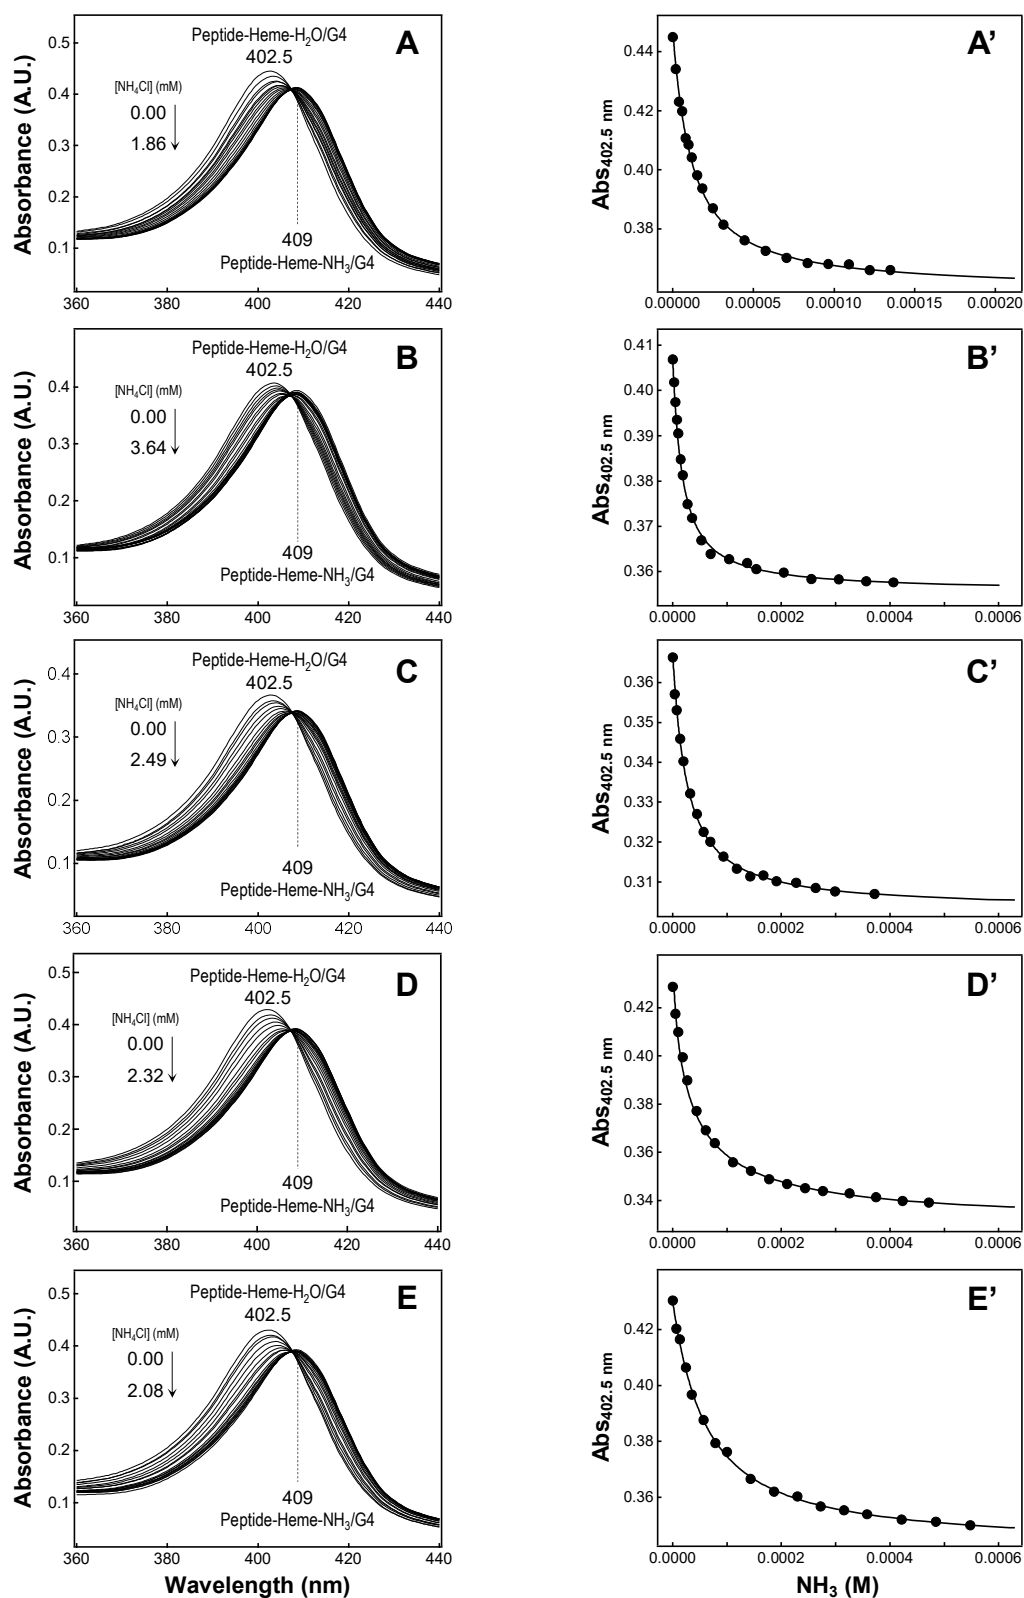 A
Peptide-Heme-H₂O/G4
402.5
[NH₄Cl] (mM)
0.00
1.86
409
Peptide-Heme-NH₃/G4
Absorbance (A.U.)
0.5
0.4
0.3
0.2
0.1
360 380 400 420 440
A’
Abs402.5 nm
0.44
0.42
0.40
0.38
0.00000 0.00005 0.00010 0.00015 0.00020
B
Peptide-Heme-H₂O/G4
402.5
[NH₄Cl] (mM)
0.00
3.64
409
Peptide-Heme-NH₃/G4
Absorbance (A.U.)
0.4
0.3
0.2
0.1
360 380 400 420 440
B’
Abs402.5 nm
0.41
0.40
0.39
0.38
0.37
0.36
0.0000 0.0002 0.0004 0.0006
C
Peptide-Heme-H₂O/G4
402.5
[NH₄Cl] (mM)
0.00
2.49
409
Peptide-Heme-NH₃/G4
Absorbance (A.U.)
0.4
0.3
0.2
0.1
360 380 400 420 440
C’
Abs402.5 nm
0.36
0.35
0.34
0.33
0.32
0.31
0.0000 0.0002 0.0004 0.0006
D
Peptide-Heme-H₂O/G4
402.5
[NH₄Cl] (mM)
0.00
2.32
409
Peptide-Heme-NH₃/G4
Absorbance (A.U.)
0.5
0.4
0.3
0.2
0.1
360 380 400 420 440
D’
Abs402.5 nm
0.42
0.40
0.38
0.36
0.34
0.0000 0.0002 0.0004 0.0006
E
Peptide-Heme-H₂O/G4
402.5
[NH₄Cl] (mM)
0.00
2.08
409
Peptide-Heme-NH₃/G4
Absorbance (A.U.)
0.5
0.4
0.3
0.2
0.1
360 380 400 420 440
Wavelength (nm)
E’
Abs402.5 nm
0.42
0.40
0.38
0.36
0.0000 0.0002 0.0004 0.0006
NH₃ (M)